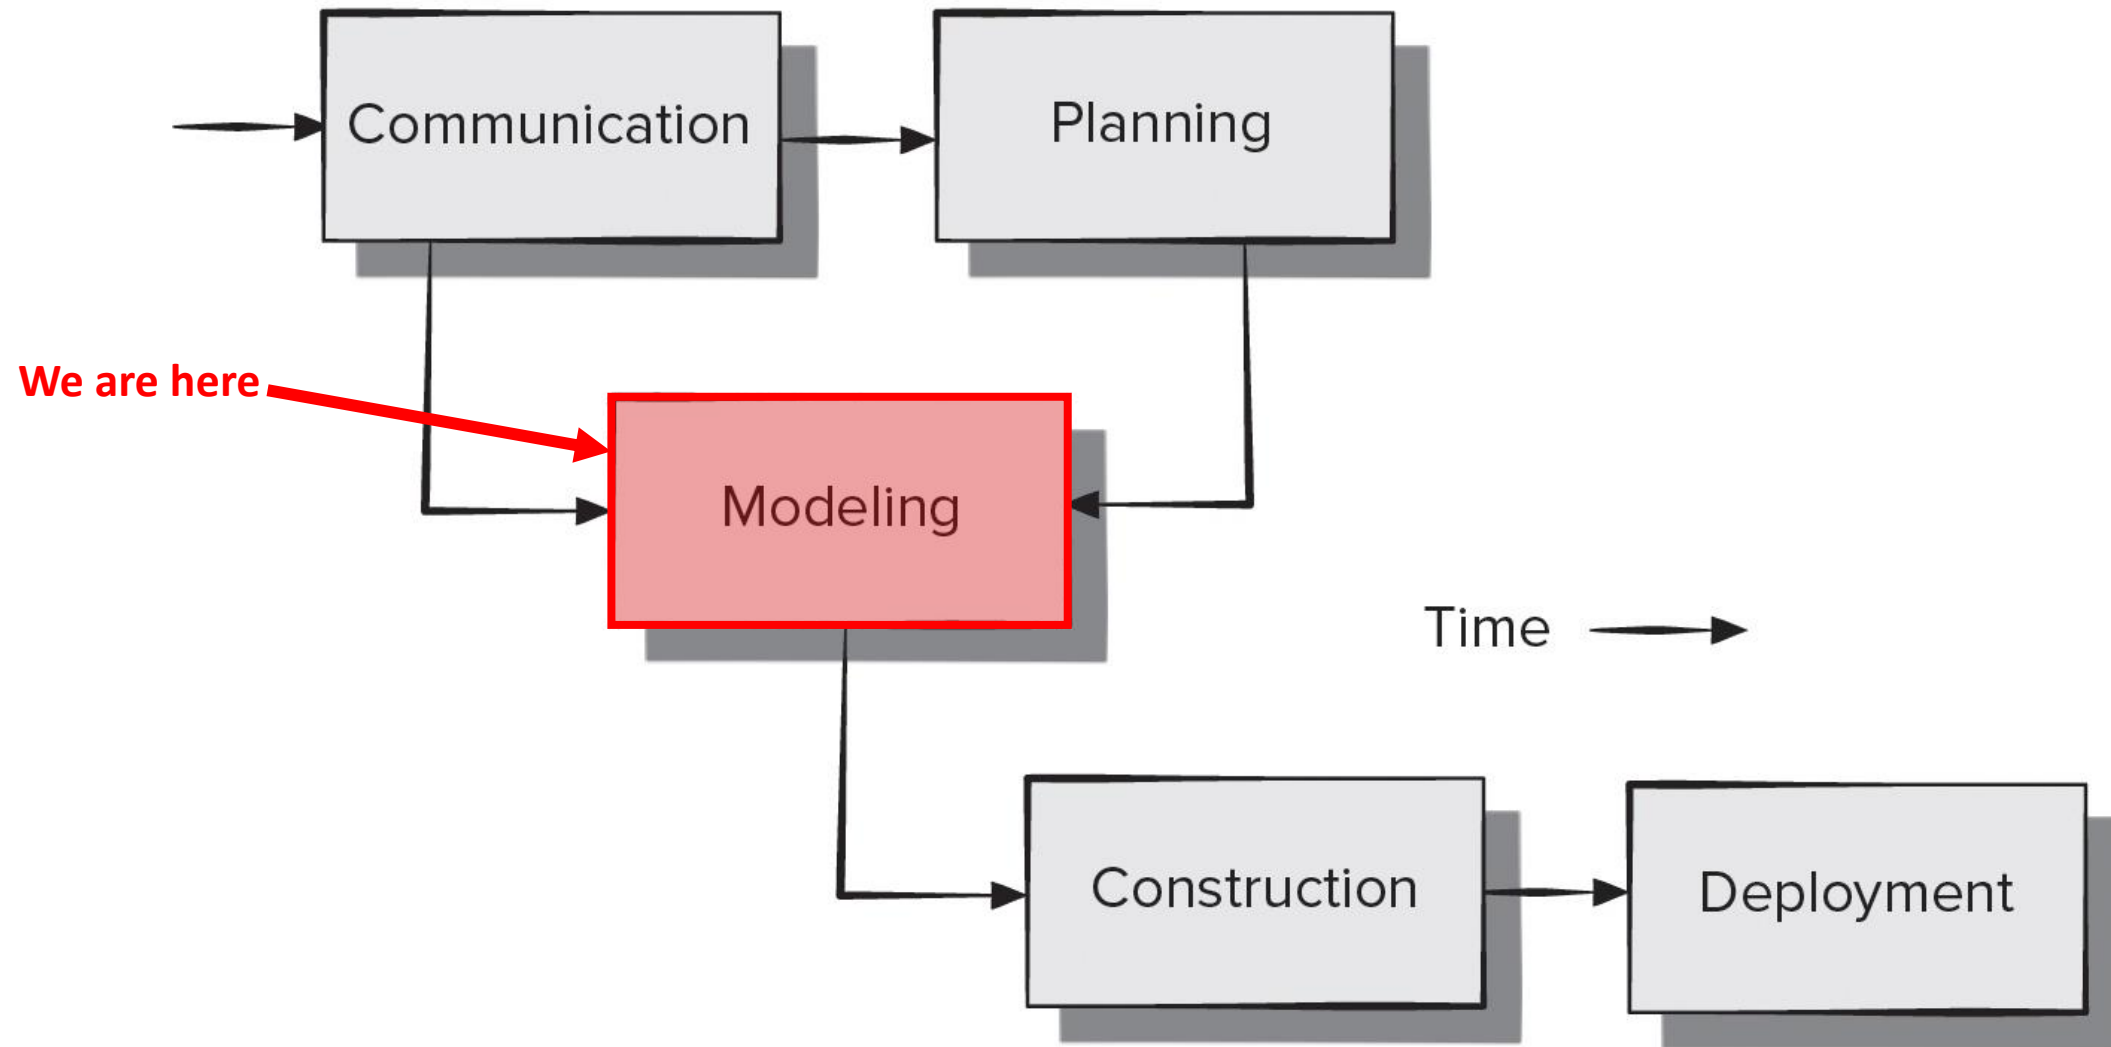 Communication
Planning
We are here
Modeling
Time
Construction
Deployment